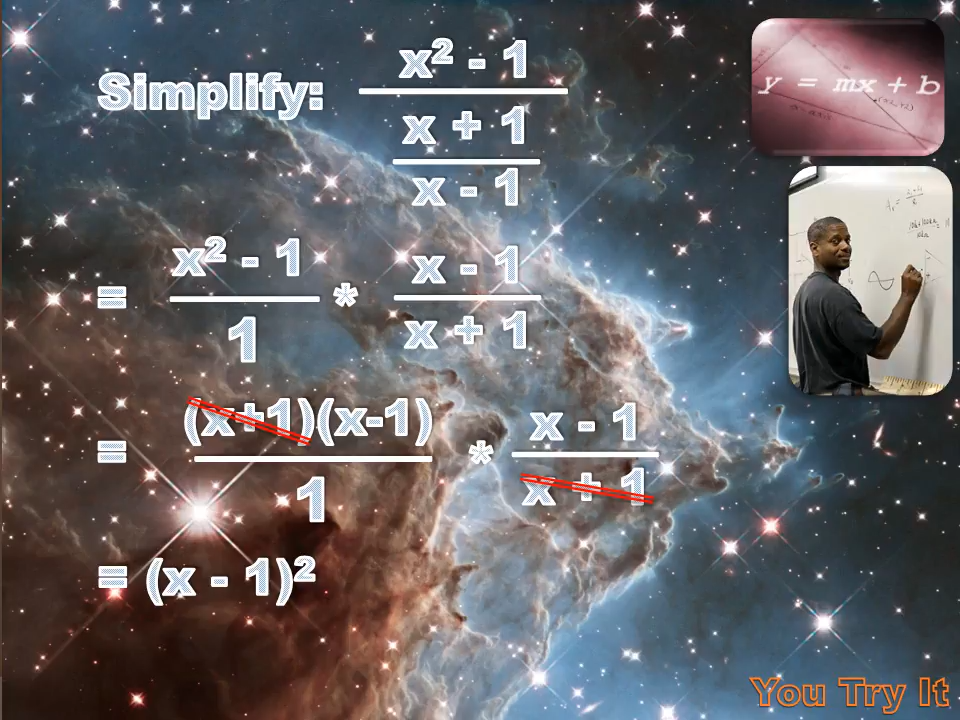 Simplify:
x² - 1
x + 1
x - 1
= x² - 1 * x - 1
1 x + 1
= (x+1)(x-1) * x - 1
1 x + 1
= (x - 1)²
y = mx + b
You Try It